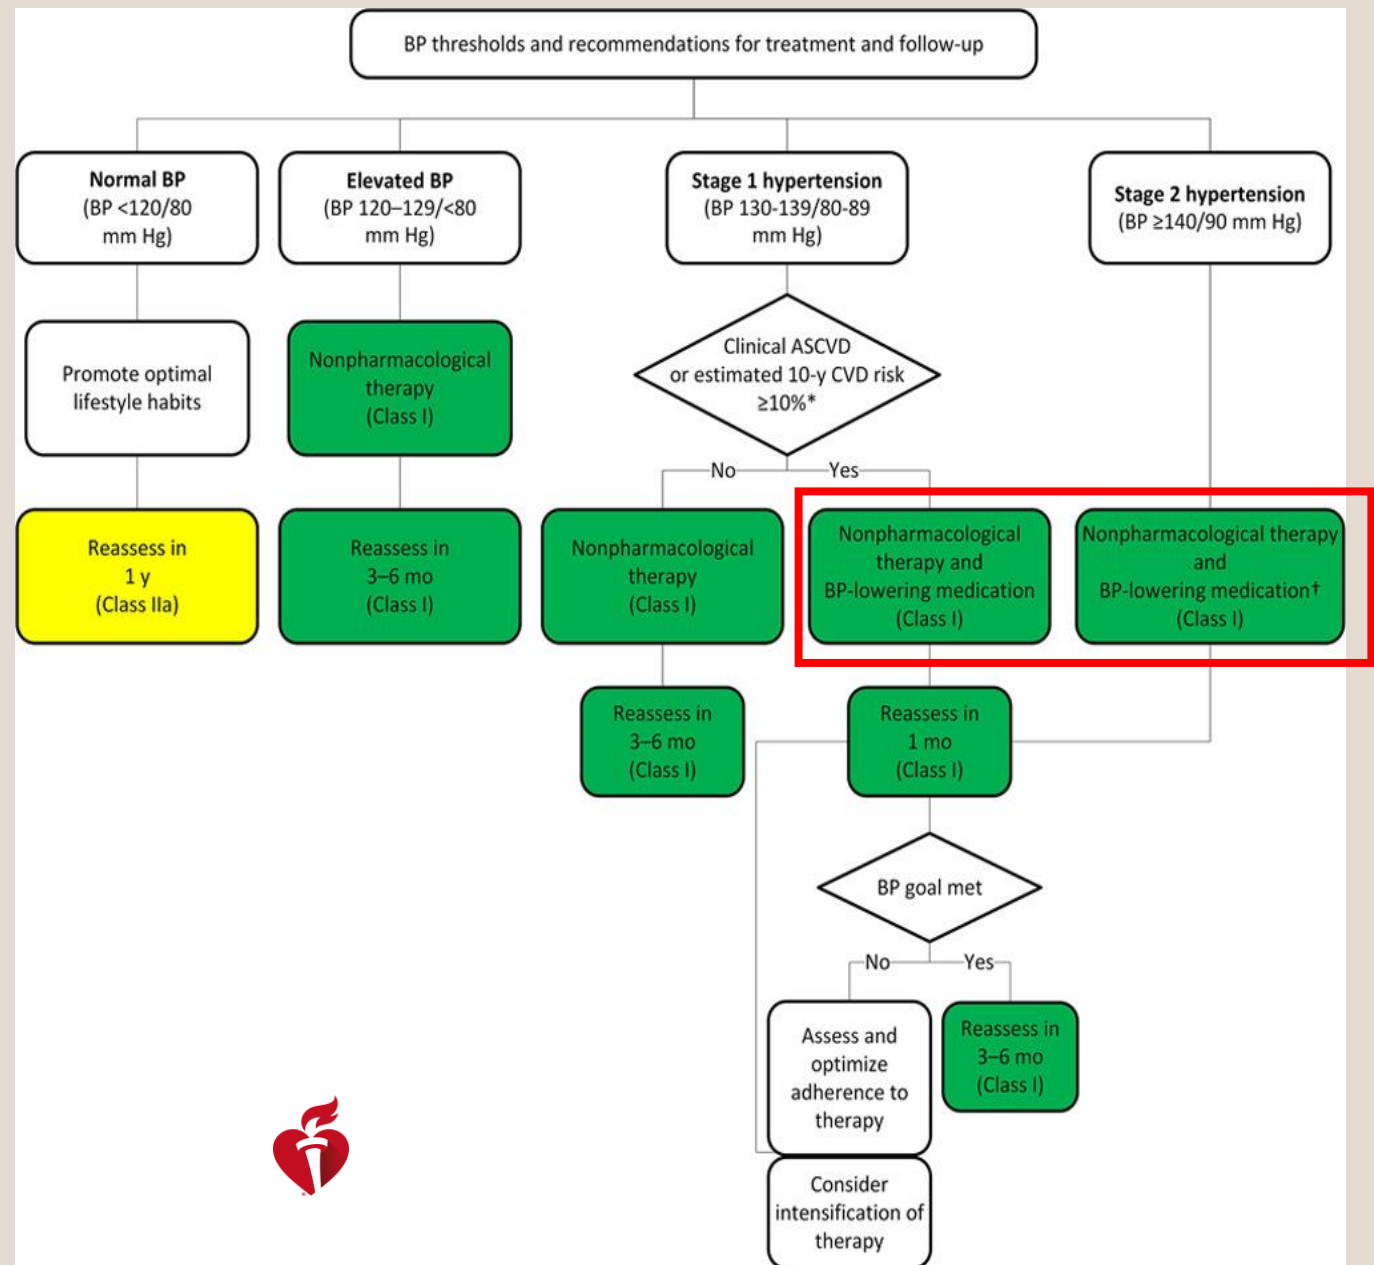 BP thresholds and recommendations for treatment and follow-up
Normal BP
(BP <120/80
mm Hg)
Elevated BP
(BP 120–129/<80
mm Hg)
Stage 1 hypertension
(BP 130-139/80-89
mm Hg)
Stage 2 hypertension
(BP ≥140/90 mm Hg)
Promote optimal
lifestyle habits
Nonpharmacological
therapy
(Class I)
Clinical ASCVD
or estimated 10-y CVD risk
≥10%*
No
Yes
Reassess in
1 y
(Class IIa)
Reassess in
3–6 mo
(Class I)
Nonpharmacological
therapy
(Class I)
Nonpharmacological
therapy and
BP-lowering medication
(Class I)
Nonpharmacological therapy
and
BP-lowering medication†
(Class I)
Reassess in
3–6 mo
(Class I)
Reassess in
1 mo
(Class I)
BP goal met
No
Yes
Assess and
optimize
adherence to
therapy
Reassess in
3–6 mo
(Class I)
Consider
intensification of
therapy